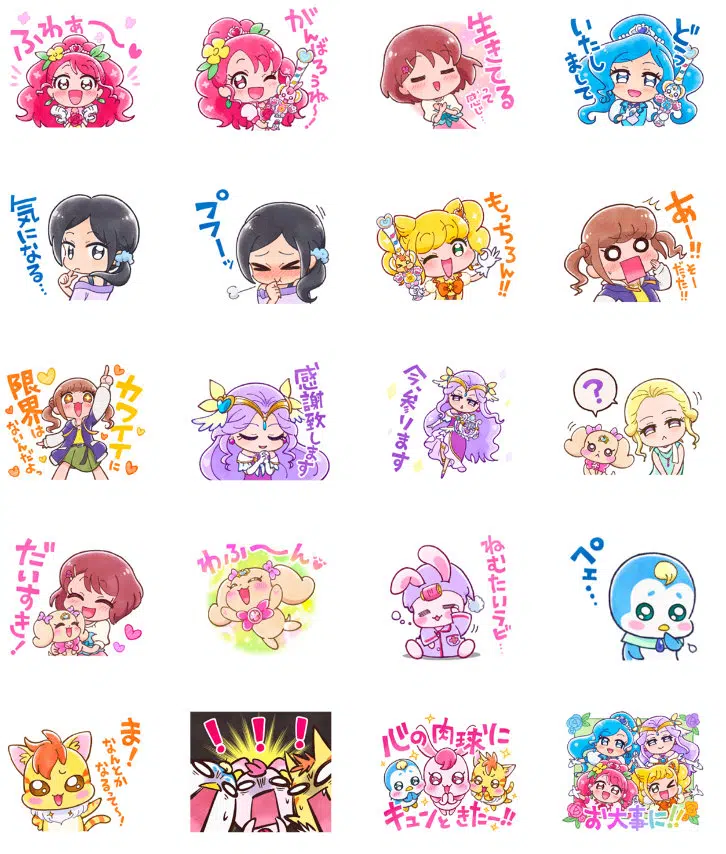 ふわぁ〜
がんばろうね〜!
生きてる
って感じ…
どういたしまして
気になる…
プフーッ
もっちろん!!
あー!!
そーだだ!!
カワイイに
限界は
ないんだよっ
感謝致します
今、参ります
?
だいすき!
わふ〜ん
ねむたいラビ…
ペェ…
ま!
なんとか
なるって〜!
!!!
心の肉球に
キュンときたー!!
お大事に!!